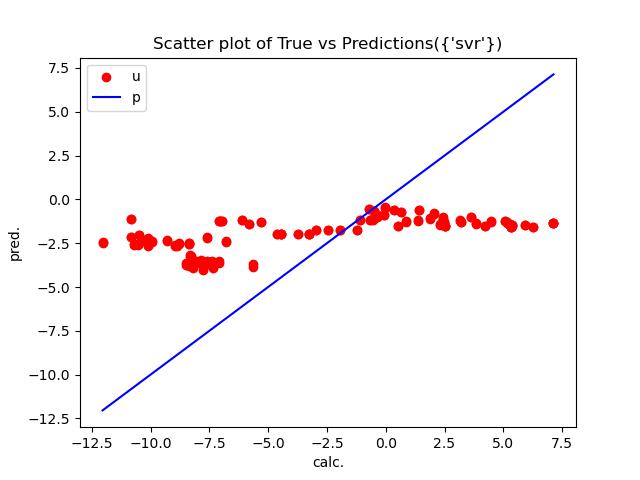 Scatter plot of True vs Predictions({'svr'})
u
p
7.5
5.0
2.5
0.0
−2.5
−5.0
−7.5
−10.0
−12.5
pred.
−12.5 −10.0 −7.5 −5.0 −2.5 0.0 2.5 5.0 7.5
calc.